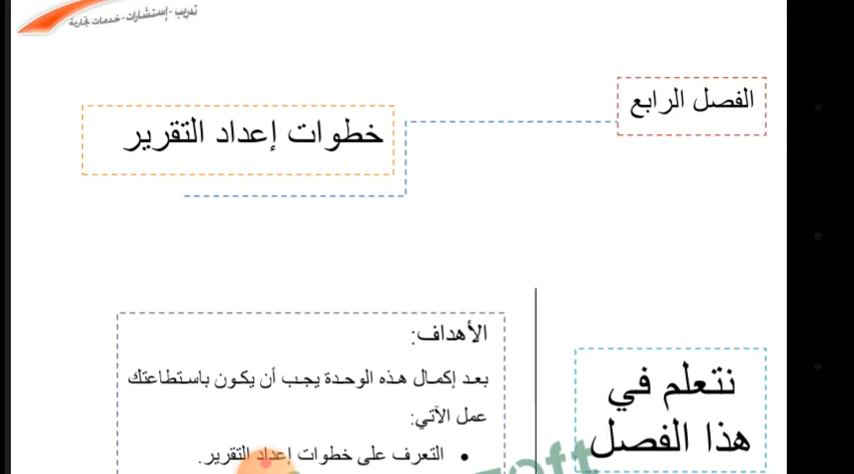 تدريب - إستشارات - خدمات تجارية
الفصل الرابع
خطوات إعداد التقرير
نتعلم في
هذا الفصل
الأهداف:
بعد إكمال هذه الوحدة يجب أن يكون باستطاعتك
عمل الآتي:
• التعرف على خطوات إعداد التقرير.